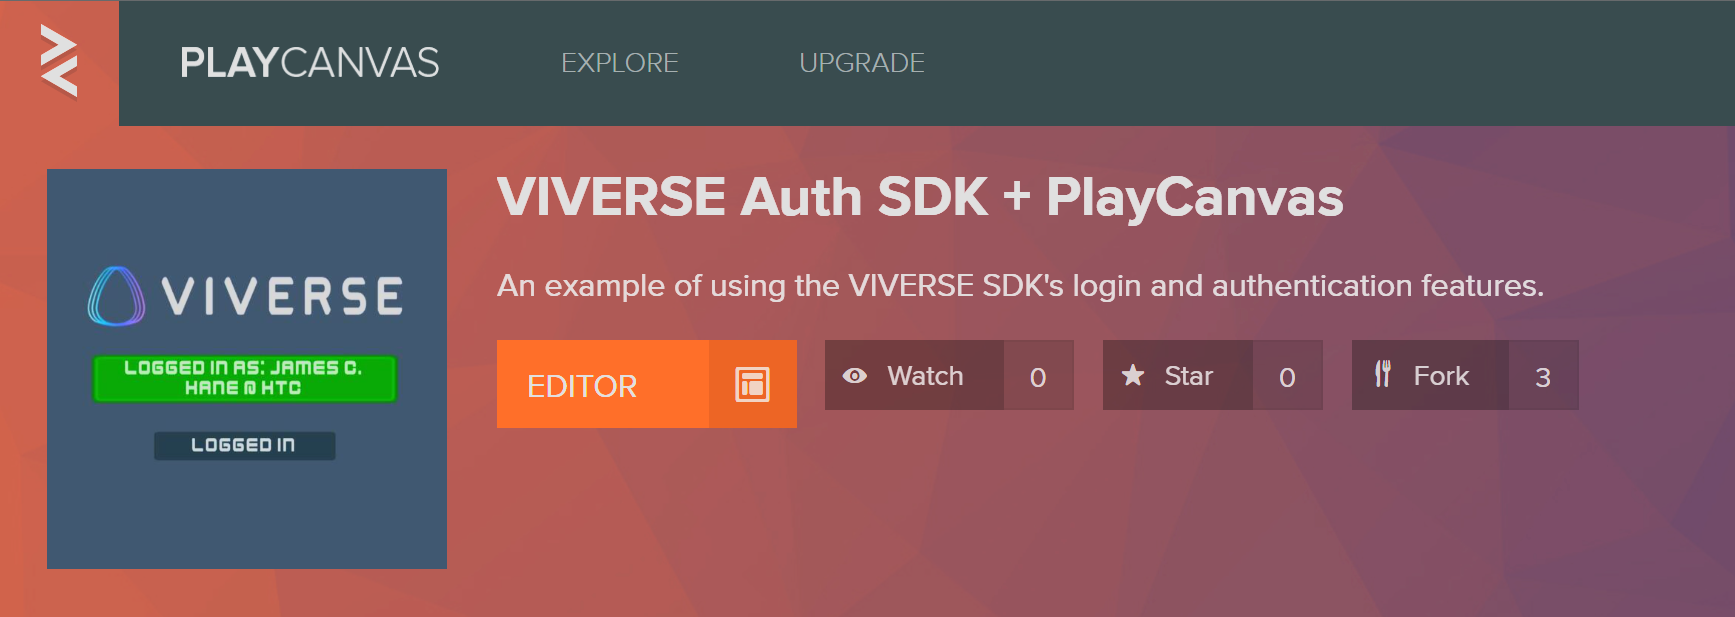 PLAYCANVAS
EXPLORE
UPGRADE
VIVERSE Auth SDK + PlayCanvas
An example of using the VIVERSE SDK's login and authentication features.
EDITOR
Watch
0
Star
0
Fork
3
VIVERSE
LOGGED IN AS: JAMES C.
HANE @ HTC
LOGGED IN